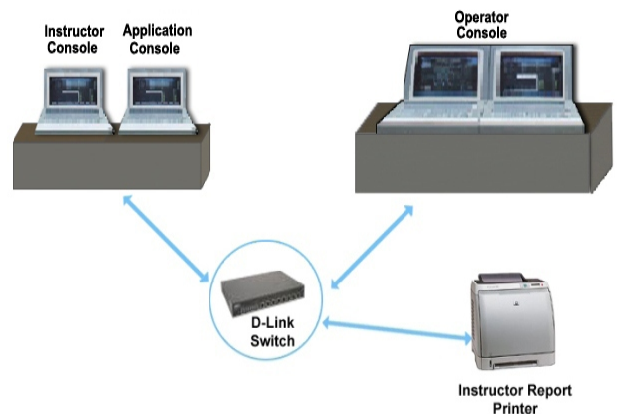 Instructor
Console
Application
Console
Operator
Console
D-Link
Switch
Instructor Report
Printer